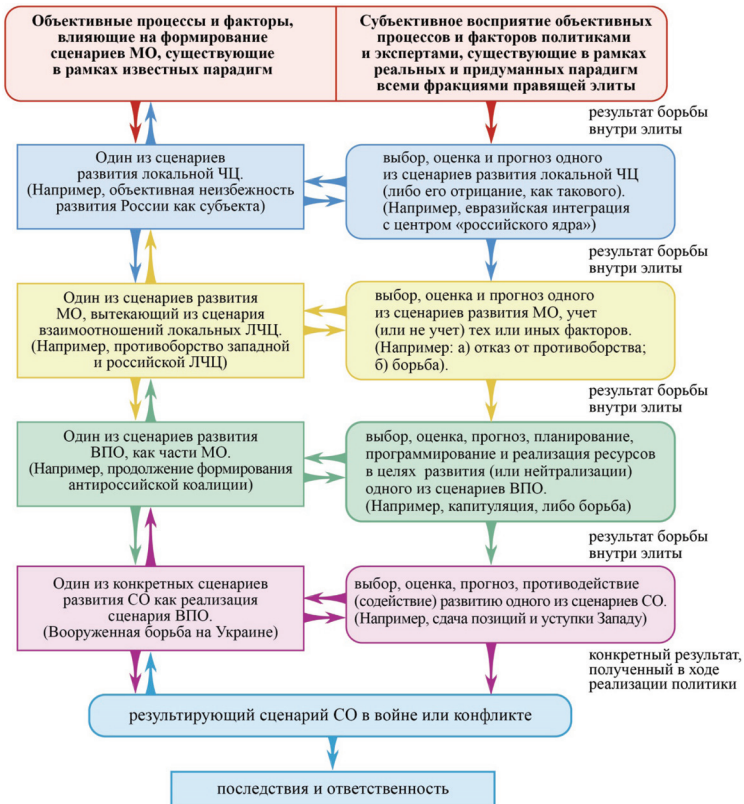 Объективные процессы и факторы,
влияющие на формирование
сценариев МО, существующие
в рамках известных парадигм
Субъективное восприятие объективных
процессов и факторов политиками
и экспертами, существующие в рамках
реальных и придуманных парадигм
всеми фракциями правящей элиты
результат борьбы
внутри элиты
Один из сценариев
развития локальной ЧЦ.
(Например, объективная неизбежность
развития России как субъекта)
выбор, оценка и прогноз одного
из сценариев развития локальной ЧЦ
(либо его отрицание, как такового).
(Например, евразийская интеграция
с центром «российского ядра»)
результат борьбы
внутри элиты
Один из сценариев развития
МО, вытекающий из сценария
взаимоотношений локальных ЛЧЦ.
(Например, противоборство западной
и российской ЛЧЦ)
выбор, оценка и прогноз одного
из сценариев развития МО, учет
(или не учет) тех или иных факторов.
(Например: а) отказ от противоборства;
б) борьба).
результат борьбы
внутри элиты
Один из сценариев развития
ВПО, как части МО.
(Например, продолжение формирования
антироссийской коалиции)
выбор, оценка, прогноз, планирование,
программирование и реализация ресурсов
в целях развития (или нейтрализации)
одного из сценариев ВПО.
(Например, капитуляция, либо борьба)
результат борьбы
внутри элиты
Один из конкретных сценариев
развития СО как реализация
сценария ВПО.
(Вооруженная борьба на Украине)
выбор, оценка, прогноз, противодействие
(содействие) развитию одного из сценариев СО.
(Например, сдача позиций и уступки Западу)
конкретный результат,
полученный в ходе
реализации политики
результирующий сценарий СО в войне или конфликте
последствия и ответственность